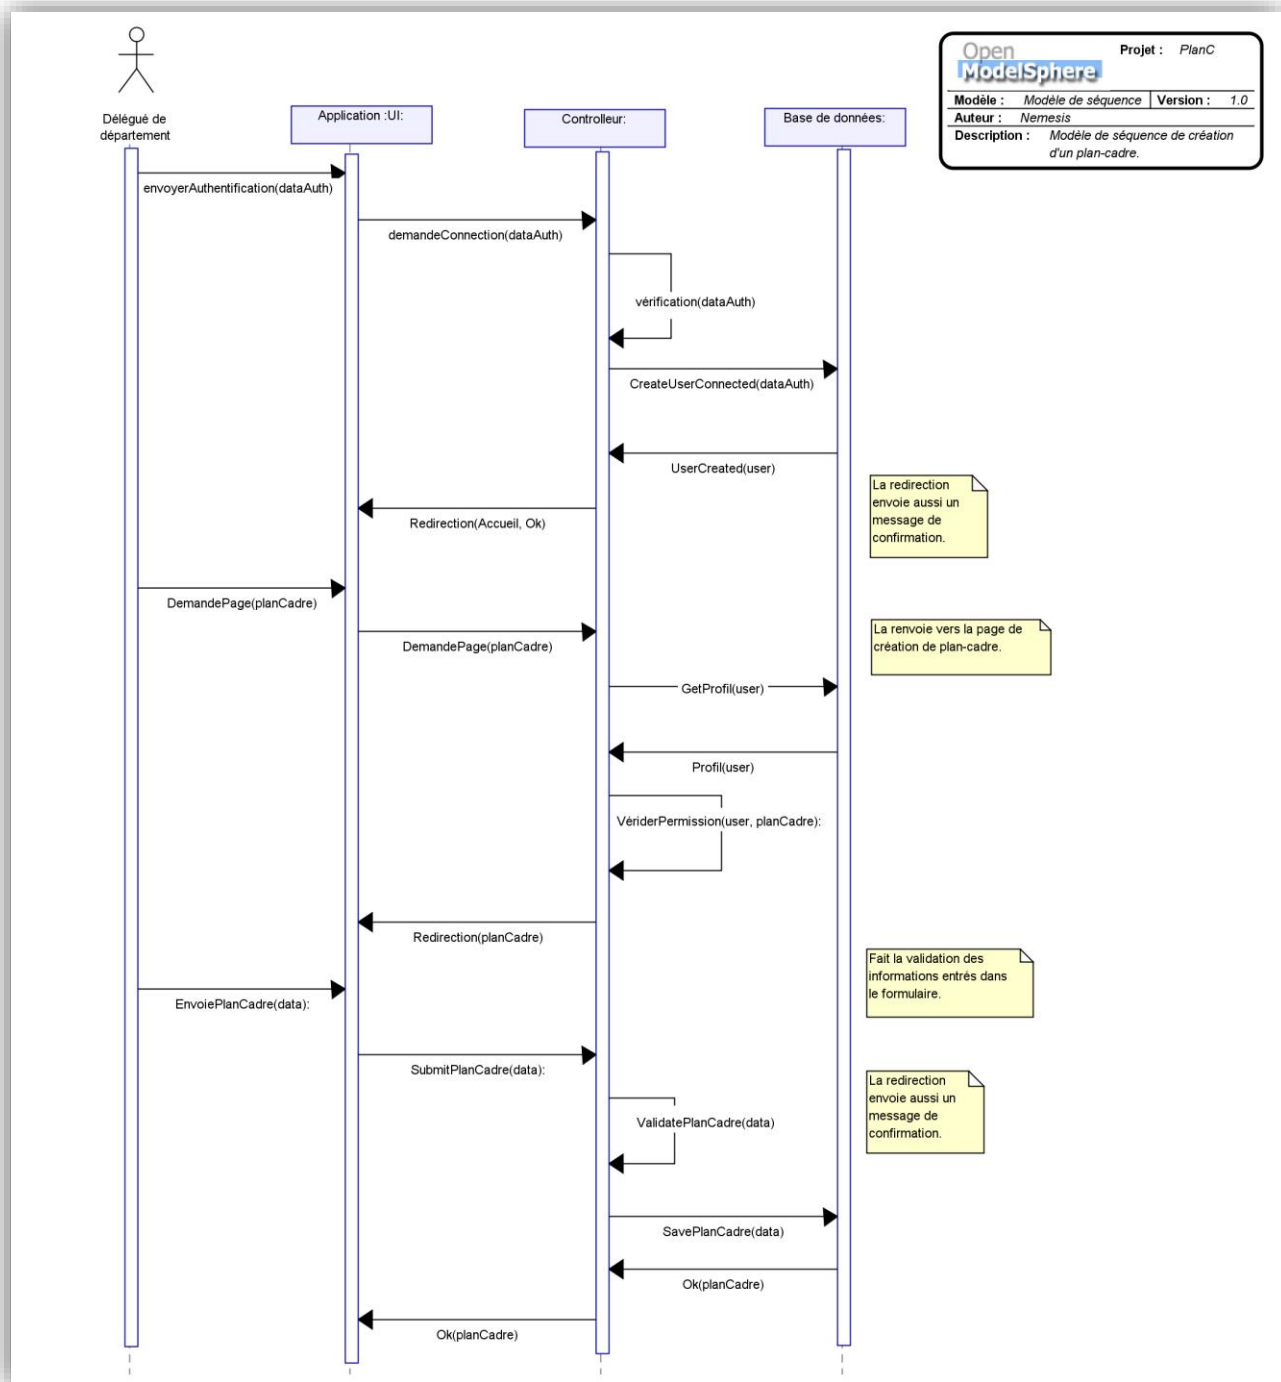 Open
ModelSphere
Projet : PlanC
Modèle : Modèle de séquence Version : 1.0
Auteur : Nemesis
Description : Modèle de séquence de création
d'un plan-cadre.
Délégué de
département
Application :UI:
Controlleur:
Base de données:
envoyerAuthentification(dataAuth)
demandeConnection(dataAuth)
vérification(dataAuth)
CreateUserConnected(dataAuth)
UserCreated(user)
La redirection
envoie aussi un
message de
confirmation.
Redirection(Accueil, Ok)
DemandePage(planCadre)
La renvoie vers la page de
création de plan-cadre.
DemandePage(planCadre)
GetProfil(user)
Profil(user)
VériderPermission(user, planCadre):
Redirection(planCadre)
Fait la validation des
informations entrés dans
le formulaire.
EnvoiePlanCadre(data):
SubmitPlanCadre(data):
La redirection
envoie aussi un
message de
confirmation.
ValidatePlanCadre(data)
SavePlanCadre(data)
Ok(planCadre)
Ok(planCadre)